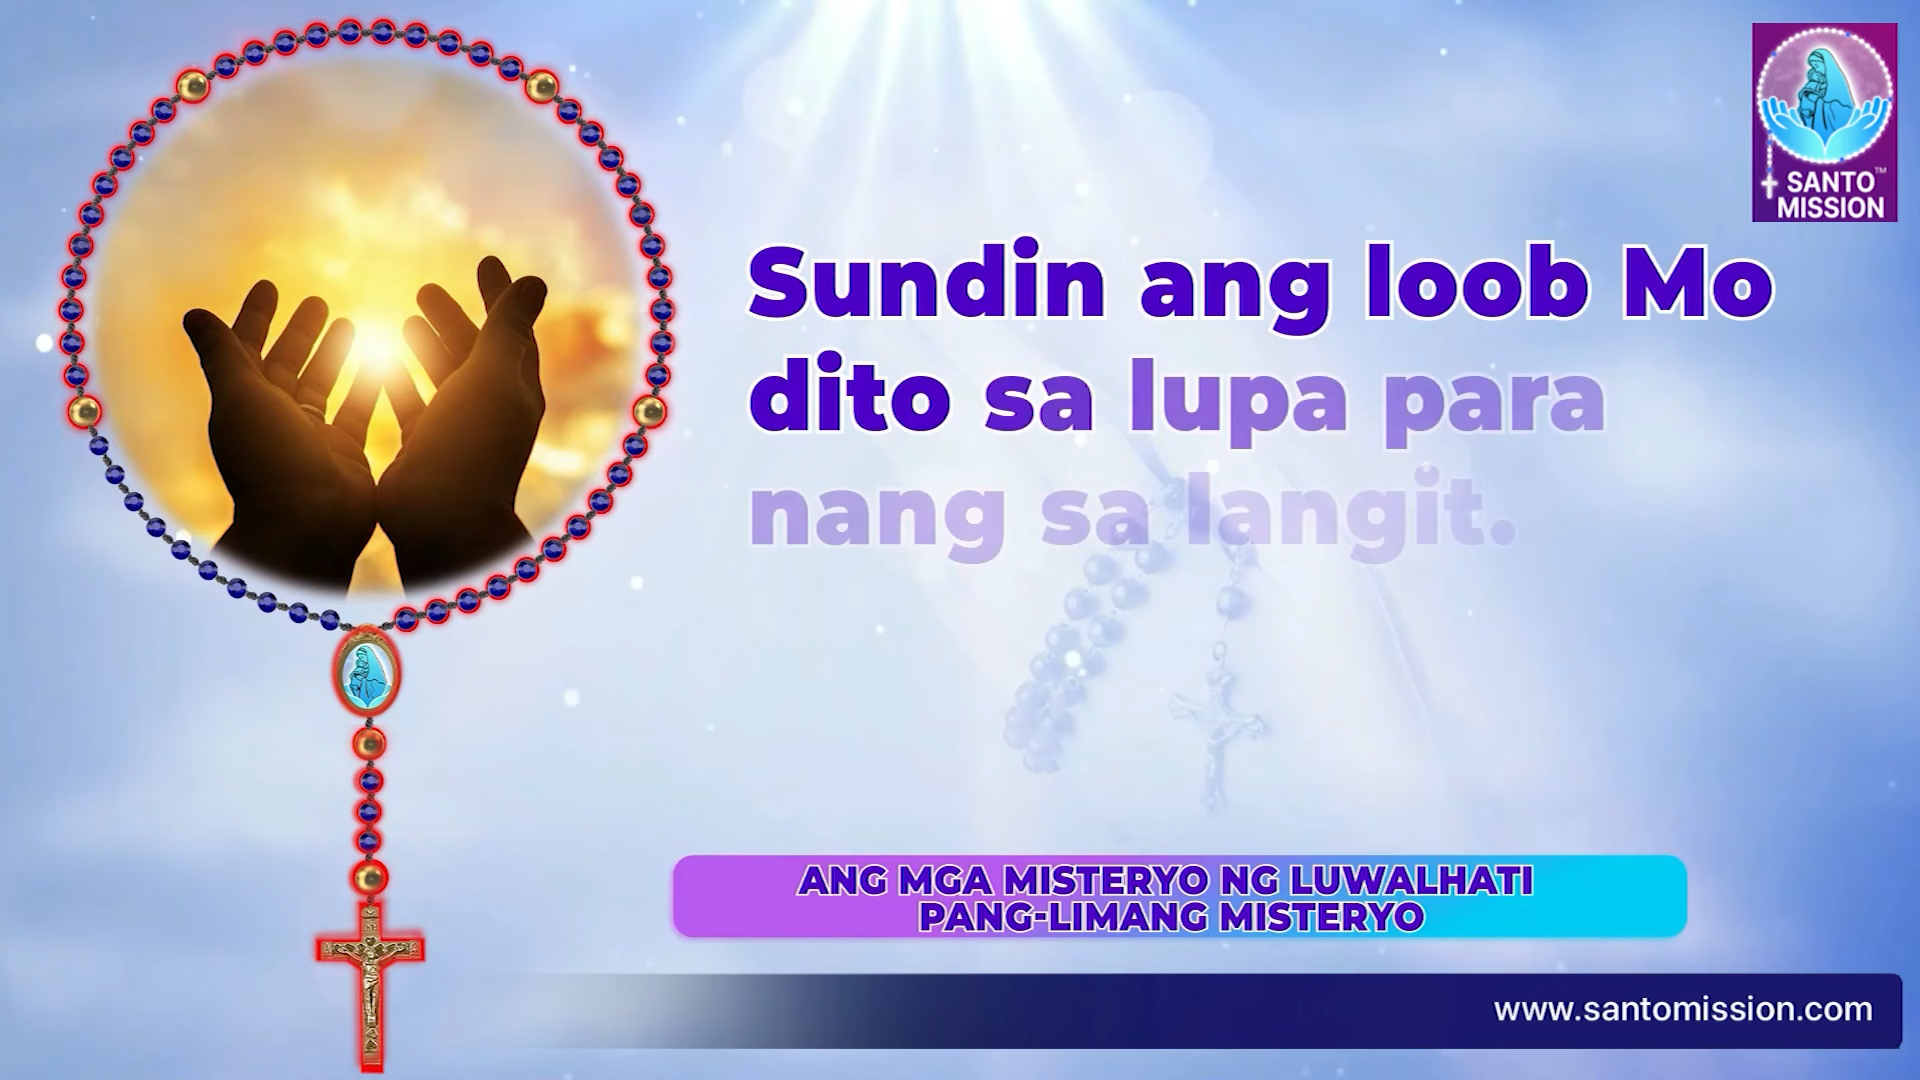 SANTO™
MISSION
Sundin ang loob Mo
dito sa lupa para
nang sa langit.
ANG MGA MISTERYO NG LUWALHATI
PANG-LIMANG MISTERYO
www.santomission.com